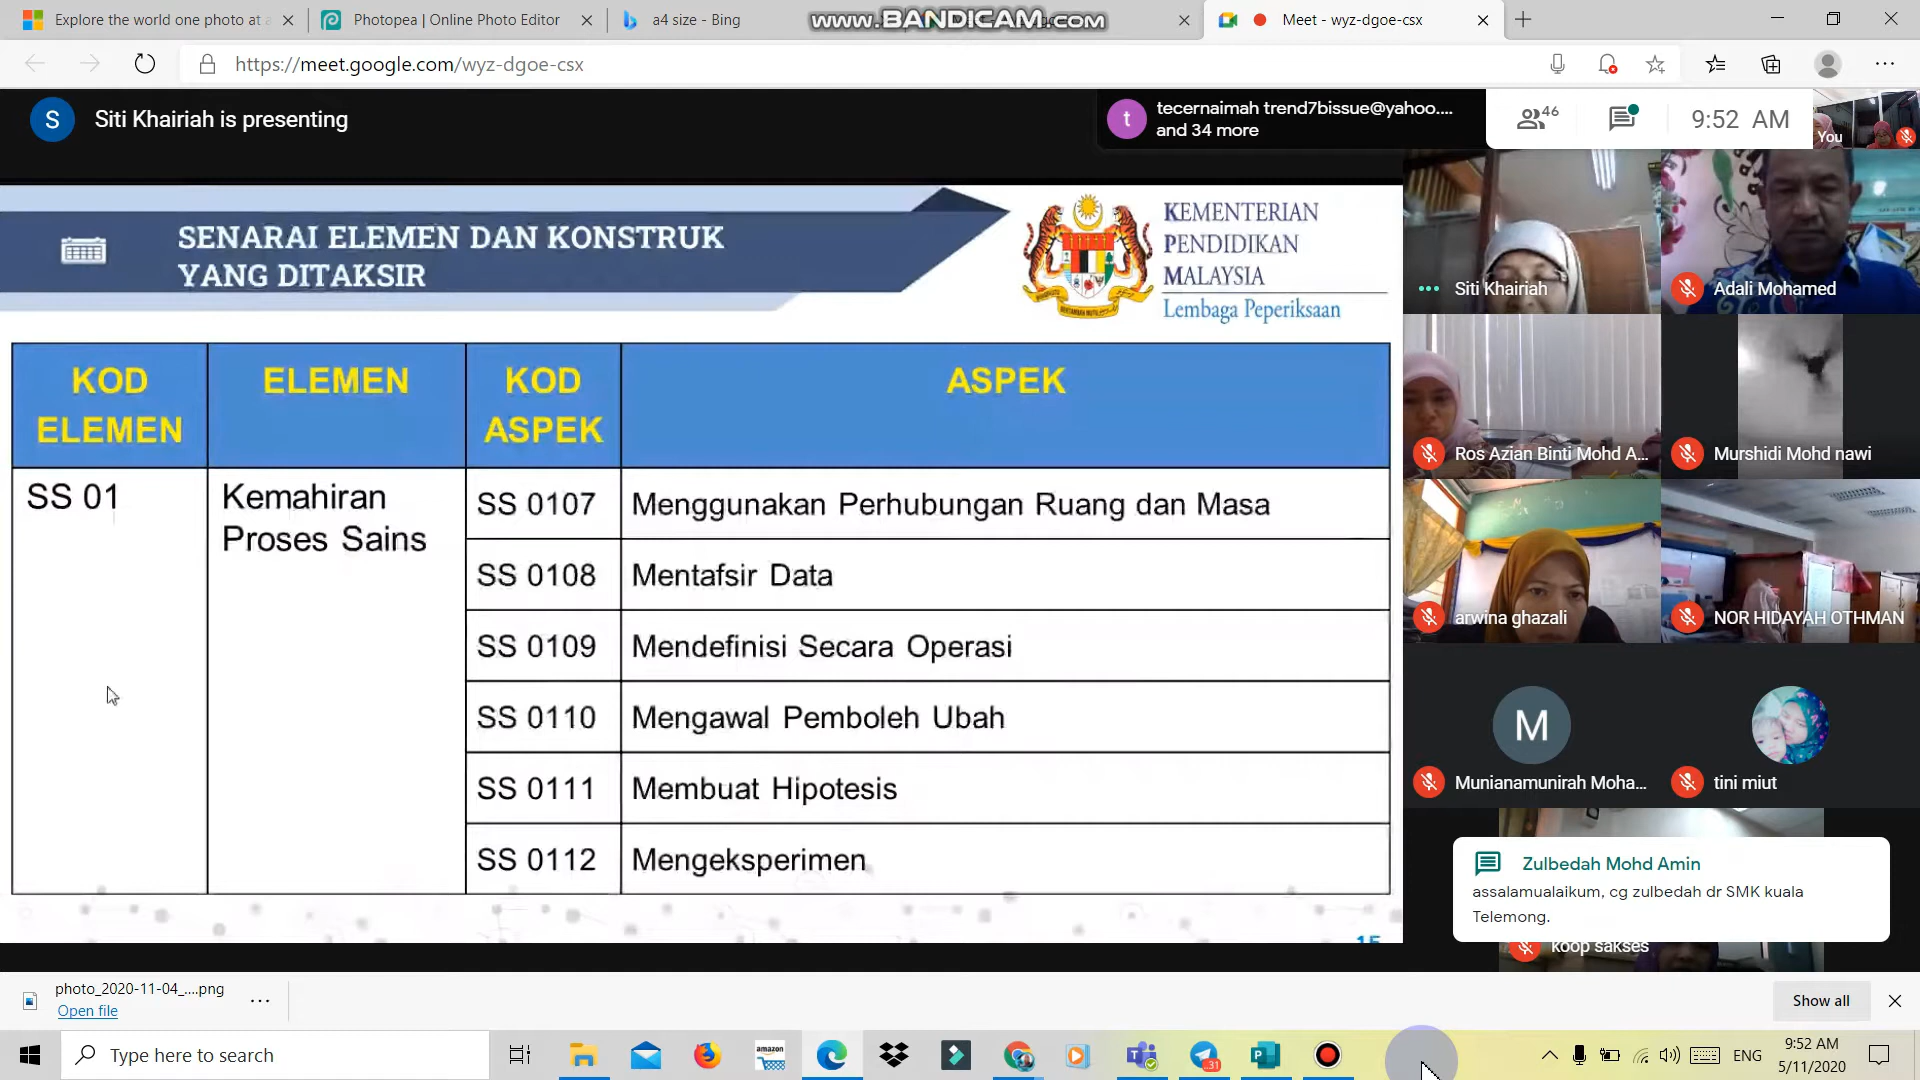 Explore the world one photo at a
Photopea | Online Photo Editor
a4 size - Bing
www.BANDICAM.com
Meet - wyz-dgoe-csx
https://meet.google.com/wyz-dgoe-csx
S
Siti Khairiah is presenting
t
tecernaimah trend7bissue@yahoo....
and 34 more
46
9:52 AM
You
SENARAI ELEMEN DAN KONSTRUK
YANG DITAKSIR
KEMENTERIAN
PENDIDIKAN
MALAYSIA
Lembaga Peperiksaan
KOD
ELEMEN
ELEMEN
KOD
ASPEK
ASPEK
SS 01
Kemahiran
Proses Sains
SS 0107
Menggunakan Perhubungan Ruang dan Masa
SS 0108
Mentafsir Data
SS 0109
Mendefinisi Secara Operasi
SS 0110
Mengawal Pemboleh Ubah
SS 0111
Membuat Hipotesis
SS 0112
Mengeksperimen
15
Siti Khairiah
Adali Mohamed
Ros Azian Binti Mohd A...
Murshidi Mohd nawi
arwina ghazali
NOR HIDAYAH OTHMAN
M
Munianamunirah Moha...
tini miut
Zulbedah Mohd Amin
assalamualaikum, cg zulbedah dr SMK kuala
Telemong.
koop sakses
photo_2020-11-04_....png
Open file
Show all
Type here to search
amazon
31
ENG
9:52 AM
5/11/2020